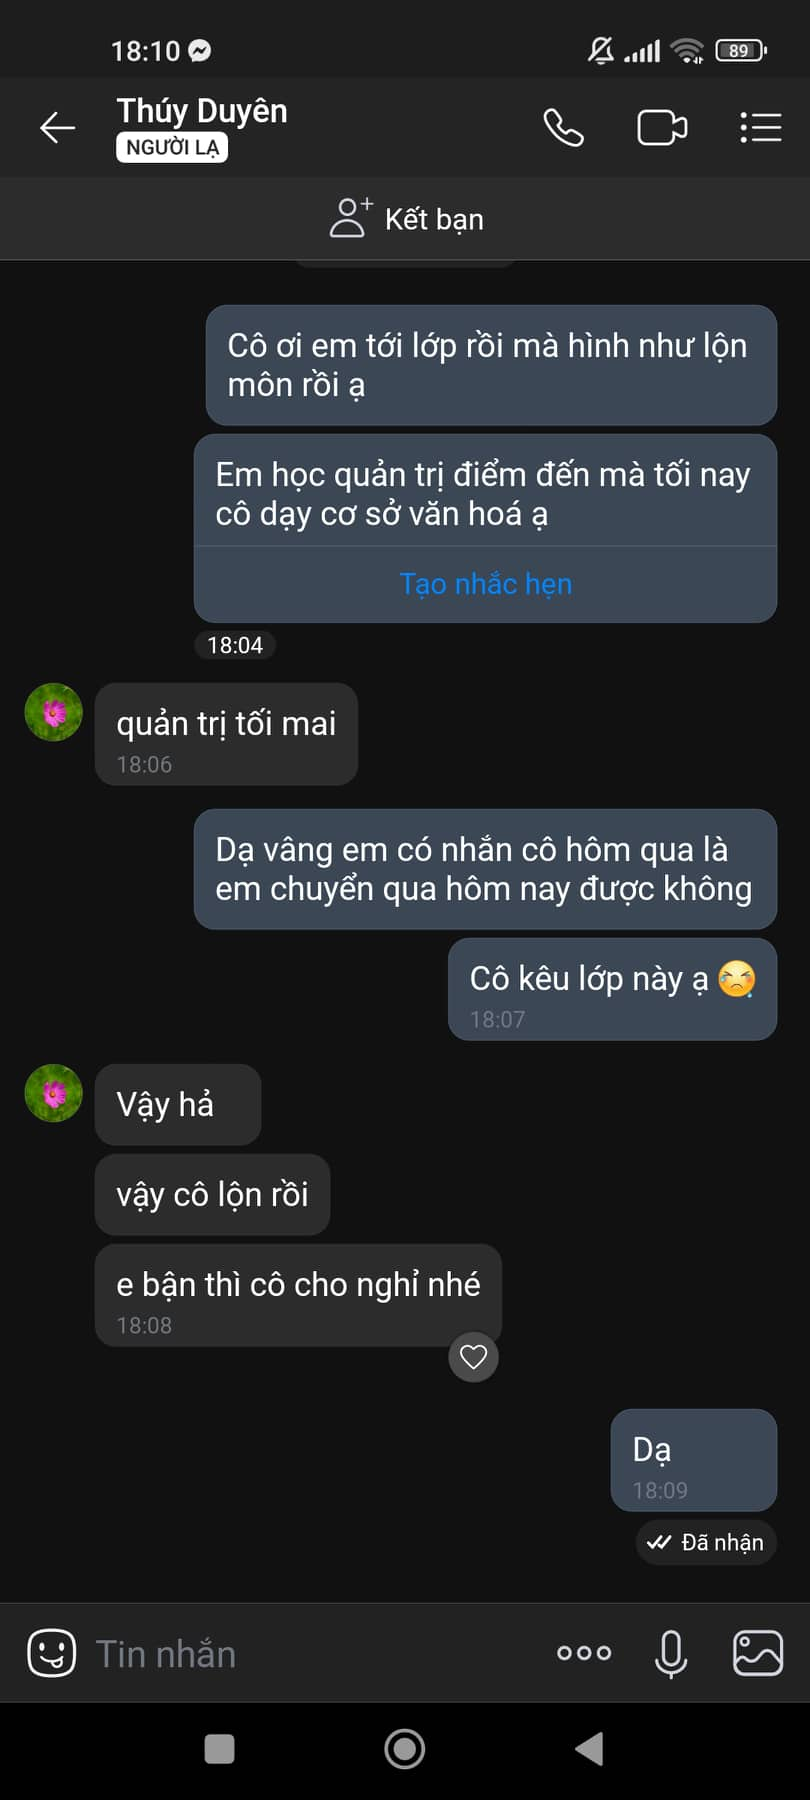 18:10
89
Thúy Duyên
NGƯỜI LẠ
Kết bạn
Cô ơi em tới lớp rồi mà hình như lộn
môn rồi ạ
Em học quản trị điểm đến mà tối nay
cô dạy cơ sở văn hoá ạ
Tạo nhắc hẹn
18:04
quản trị tối mai
18:06
Dạ vâng em có nhắn cô hôm qua là
em chuyển qua hôm nay được không
Cô kêu lớp này ạ
18:07
Vậy hả
vậy cô lộn rồi
e bận thì cô cho nghỉ nhé
18:08
Dạ
18:09
Đã nhận
Tin nhắn